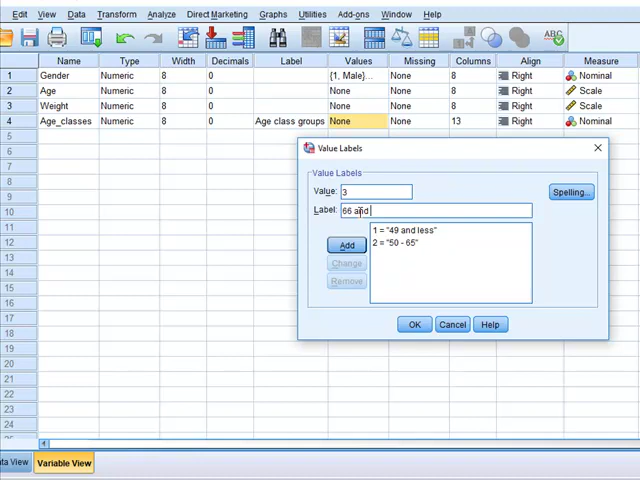 Edit View Data Transform Analyze Direct Marketing Graphs Utilities Add-ons Window Help
Name Type Width Decimals Label Values Missing Columns Align Measure
1 Gender Numeric 8 0 {1, Male}... None 8 Right Nominal
2 Age Numeric 8 0 None None 8 Right Scale
3 Weight Numeric 8 0 None None 8 Right Scale
4 Age_classes Numeric 8 0 Age class groups None None 13 Right Nominal
5
6
7
8
9
10
11
12
13
14
15
16
17
18
19
20
21
22
23
24
Value Labels
Value Labels
Value: 3
Spelling...
Label: 66 and
1 = "49 and less"
2 = "50 - 65"
Add
Change
Remove
OK Cancel Help
ata View Variable View